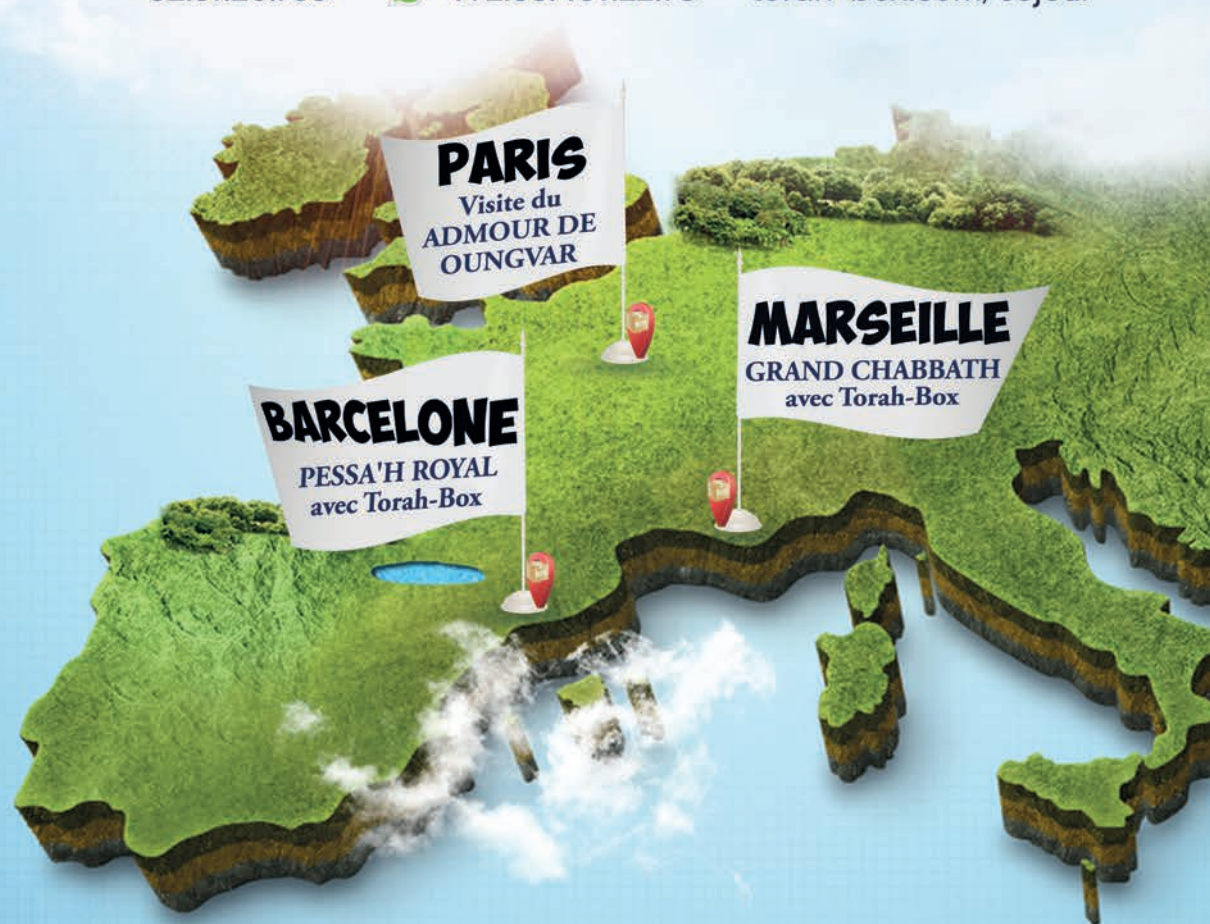 PARIS
Visite du
ADMOUR DE
OUNGVAR
MARSEILLE
GRAND CHABBATH
avec Torah-Box
BARCELONE
PESSA'H ROYAL
avec Torah-Box